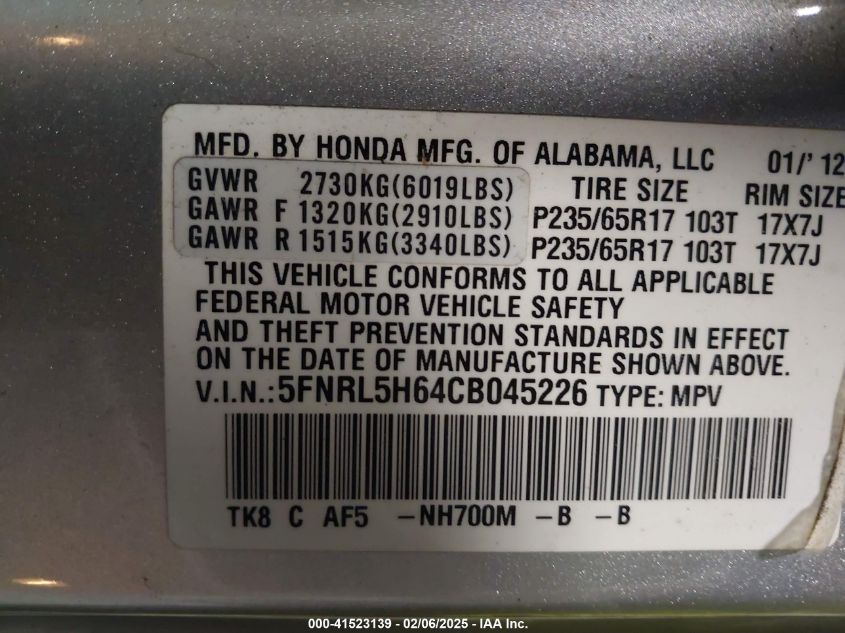 MFD. BY HONDA MFG. OF ALABAMA, LLC 01/' 12
GVWR 2730KG(6019LBS) TIRE SIZE RIM SIZE
GAWR F 1320KG(2910LBS) P235/65R17 103T 17X7J
GAWR R 1515KG(3340LBS) P235/65R17 103T 17X7J
THIS VEHICLE CONFORMS TO ALL APPLICABLE
FEDERAL MOTOR VEHICLE SAFETY
AND THEFT PREVENTION STANDARDS IN EFFECT
ON THE DATE OF MANUFACTURE SHOWN ABOVE.
V.I.N.: 5FNRL5H64CB045226 TYPE: MPV
TK8 C AF5 -NH700M -B -B
000-41523139 - 02/06/2025 - IAA Inc.